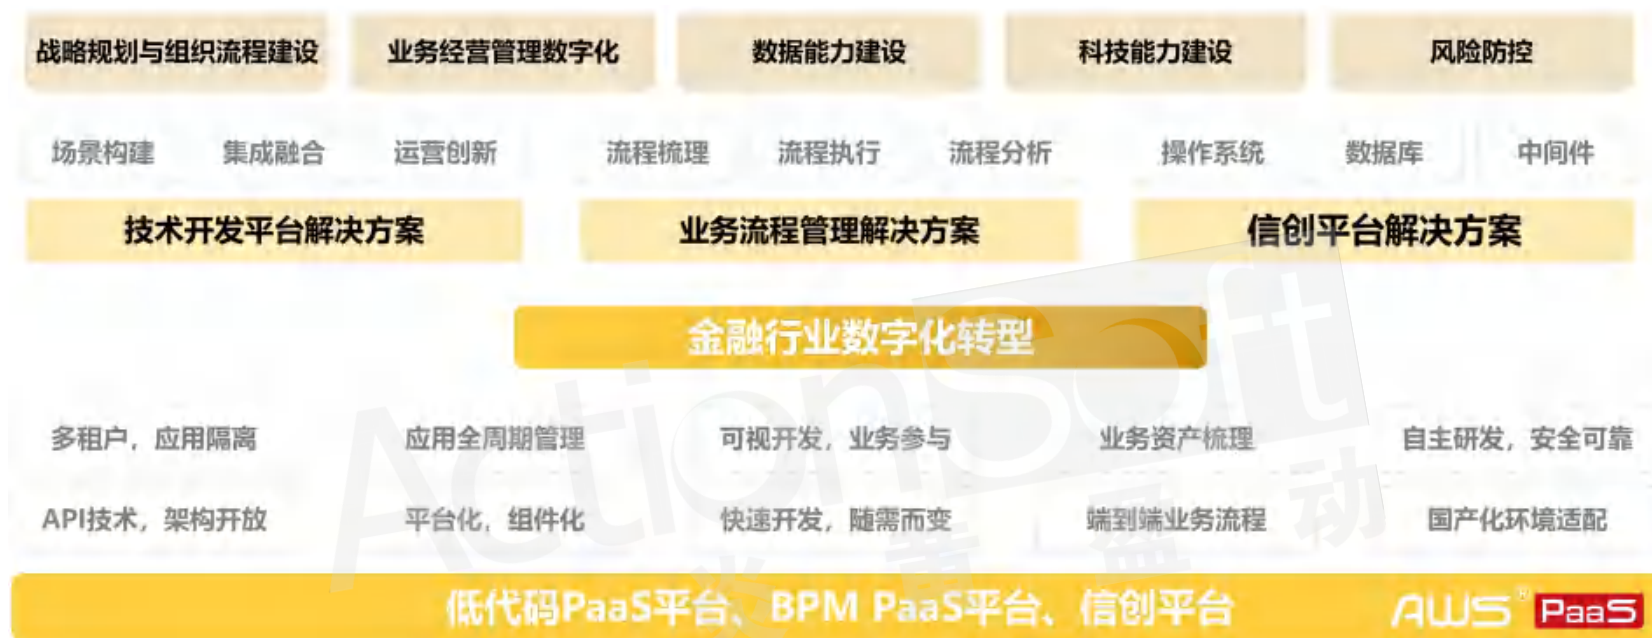 战略规划与组织流程建设 业务经营管理数字化 数据能力建设 科技能力建设 风险防控
场景构建 集成融合 运营创新 流程梳理 流程执行 流程分析 操作系统 数据库 中间件
技术开发平台解决方案 业务流程管理解决方案 信创平台解决方案
金融行业数字化转型
ActionSoft
多租户，应用隔离 应用全周期管理 可视开发，业务参与 业务资产梳理 自主研发，安全可靠
炎黄盈动
API技术，架构开放 平台化，组件化 快速开发，随需而变 端到端业务流程 国产化环境适配
低代码PaaS平台、BPM PaaS平台、信创平台 AWS® PaaS